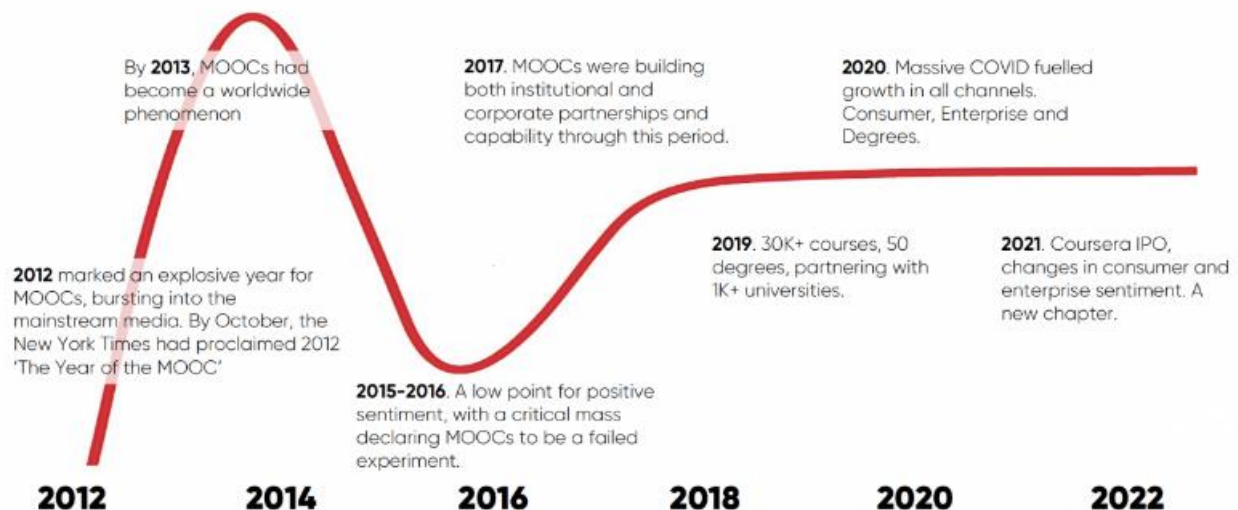 By 2013, MOOCs had
become a worldwide
phenomenon
2017. MOOCs were building
both institutional and
corporate partnerships and
capability through this period.
2020. Massive COVID fuelled
growth in all channels.
Consumer, Enterprise and
Degrees.
2012 marked an explosive year for
MOOCs, bursting into the
mainstream media. By October, the
New York Times had proclaimed 2012
‘The Year of the MOOC’
2019. 30K+ courses, 50
degrees, partnering with
1K+ universities.
2021. Coursera IPO,
changes in consumer and
enterprise sentiment. A
new chapter.
2015-2016. A low point for positive
sentiment, with a critical mass
declaring MOOCs to be a failed
experiment.
2012 2014 2016 2018 2020 2022